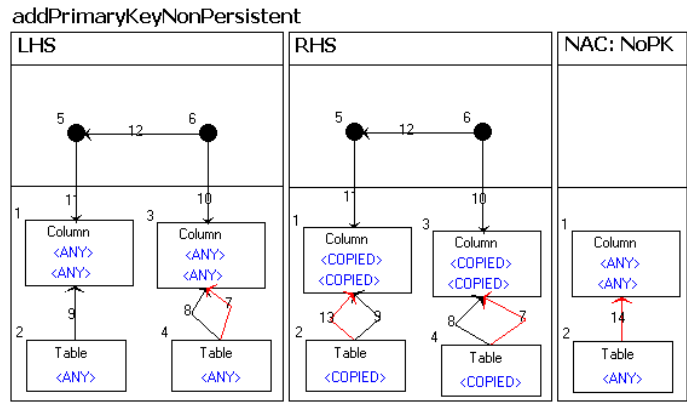 addPrimaryKeyNonPersistent
LHS
RHS
NAC: NoPK
5
6
12
5
6
12
11
10
11
10
1
Column
<ANY>
<ANY>
3
Column
<ANY>
<ANY>
1
Column
<COPIED>
<COPIED>
3
Column
<COPIED>
<COPIED>
1
Column
<ANY>
<ANY>
9
8
7
13
9
8
7
14
2
Table
<ANY>
4
Table
<ANY>
2
Table
<COPIED>
4
Table
<COPIED>
2
Table
<ANY>